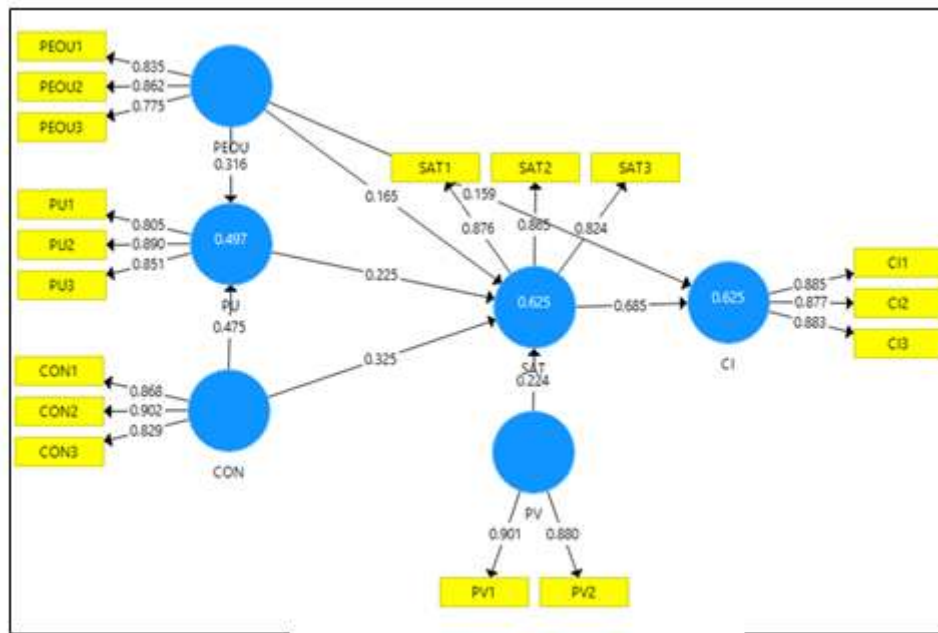 PEOU1
0.835
PEOU2
0.862
PEOU3
0.775
PEOU
0.316
SAT1
SAT2
SAT3
0.159
0.165
0.876
0.865
0.824
PU1
0.805
PU2
0.890
0.497
PU3
0.851
0.225
PU
0.475
0.625
0.685
0.625
CI1
0.885
CI2
0.877
CI3
0.883
CI
0.325
SAT
0.224
CON1
0.868
CON2
0.902
CON3
0.829
CON
PV
0.901
0.880
PV1
PV2